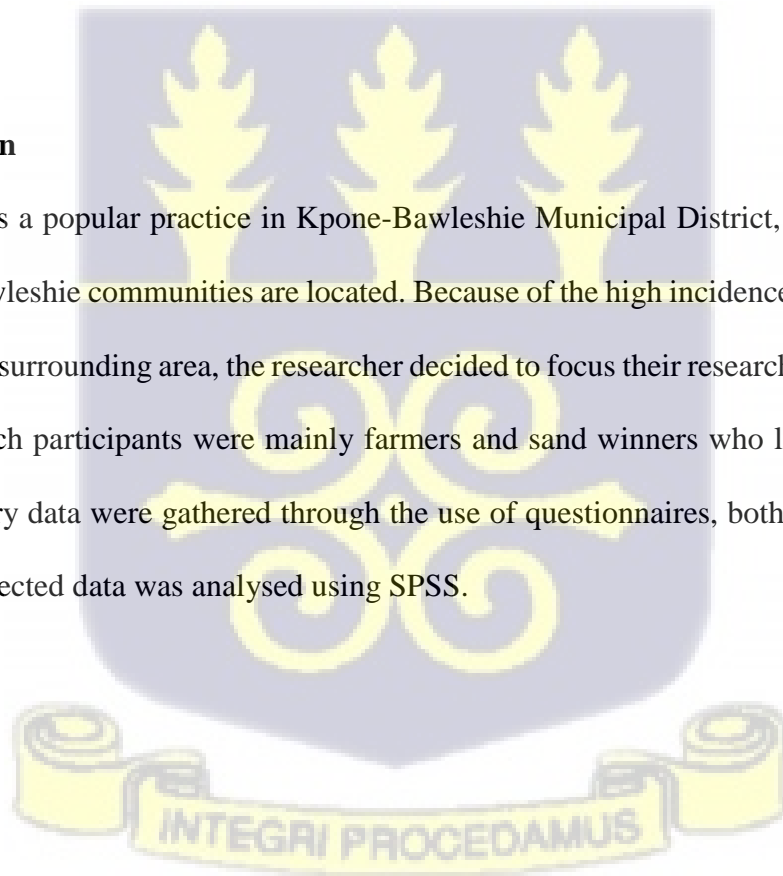 n
s a popular practice in Kpone-Bawleshie Municipal District,
wleshie communities are located. Because of the high incidence
surrounding area, the researcher decided to focus their research
ch participants were mainly farmers and sand winners who l
ry data were gathered through the use of questionnaires, both
ected data was analysed using SPSS.
INTEGRI PROCEDAMUS